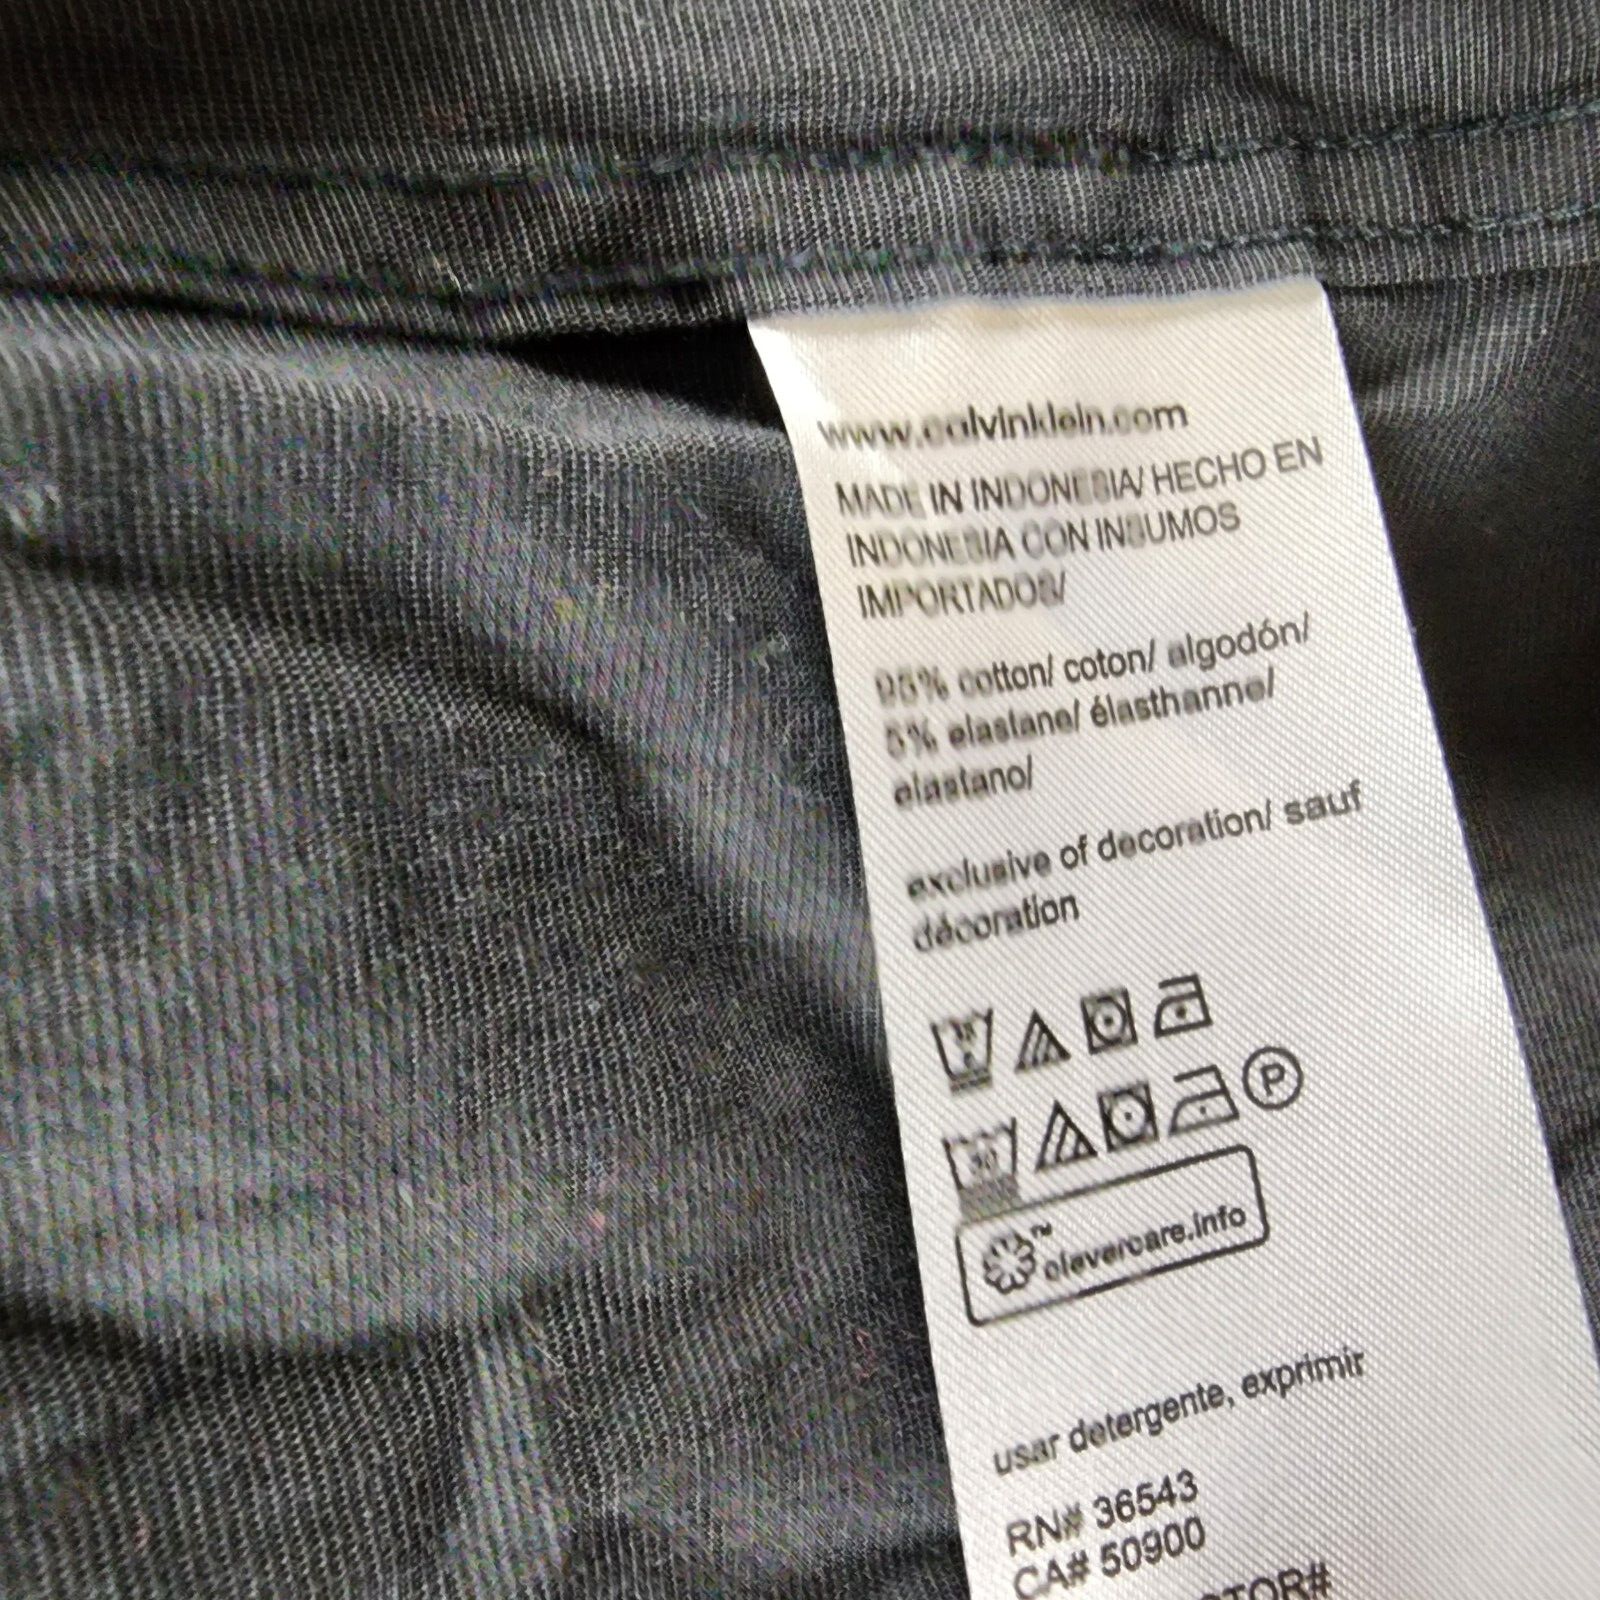 www.calvinklein.com
MADE IN INDONESIA/ HECHO EN
INDONESIA CON INSUMOS
IMPORTADOS/
95% cotton/ coton/ algodón/
5% elastane/ élasthanne/
elastano/
exclusive of decoration/ sauf
décoration
30
P
™ clevercare.info
usar detergente, exprimir
RN# 36543
CA# 50900